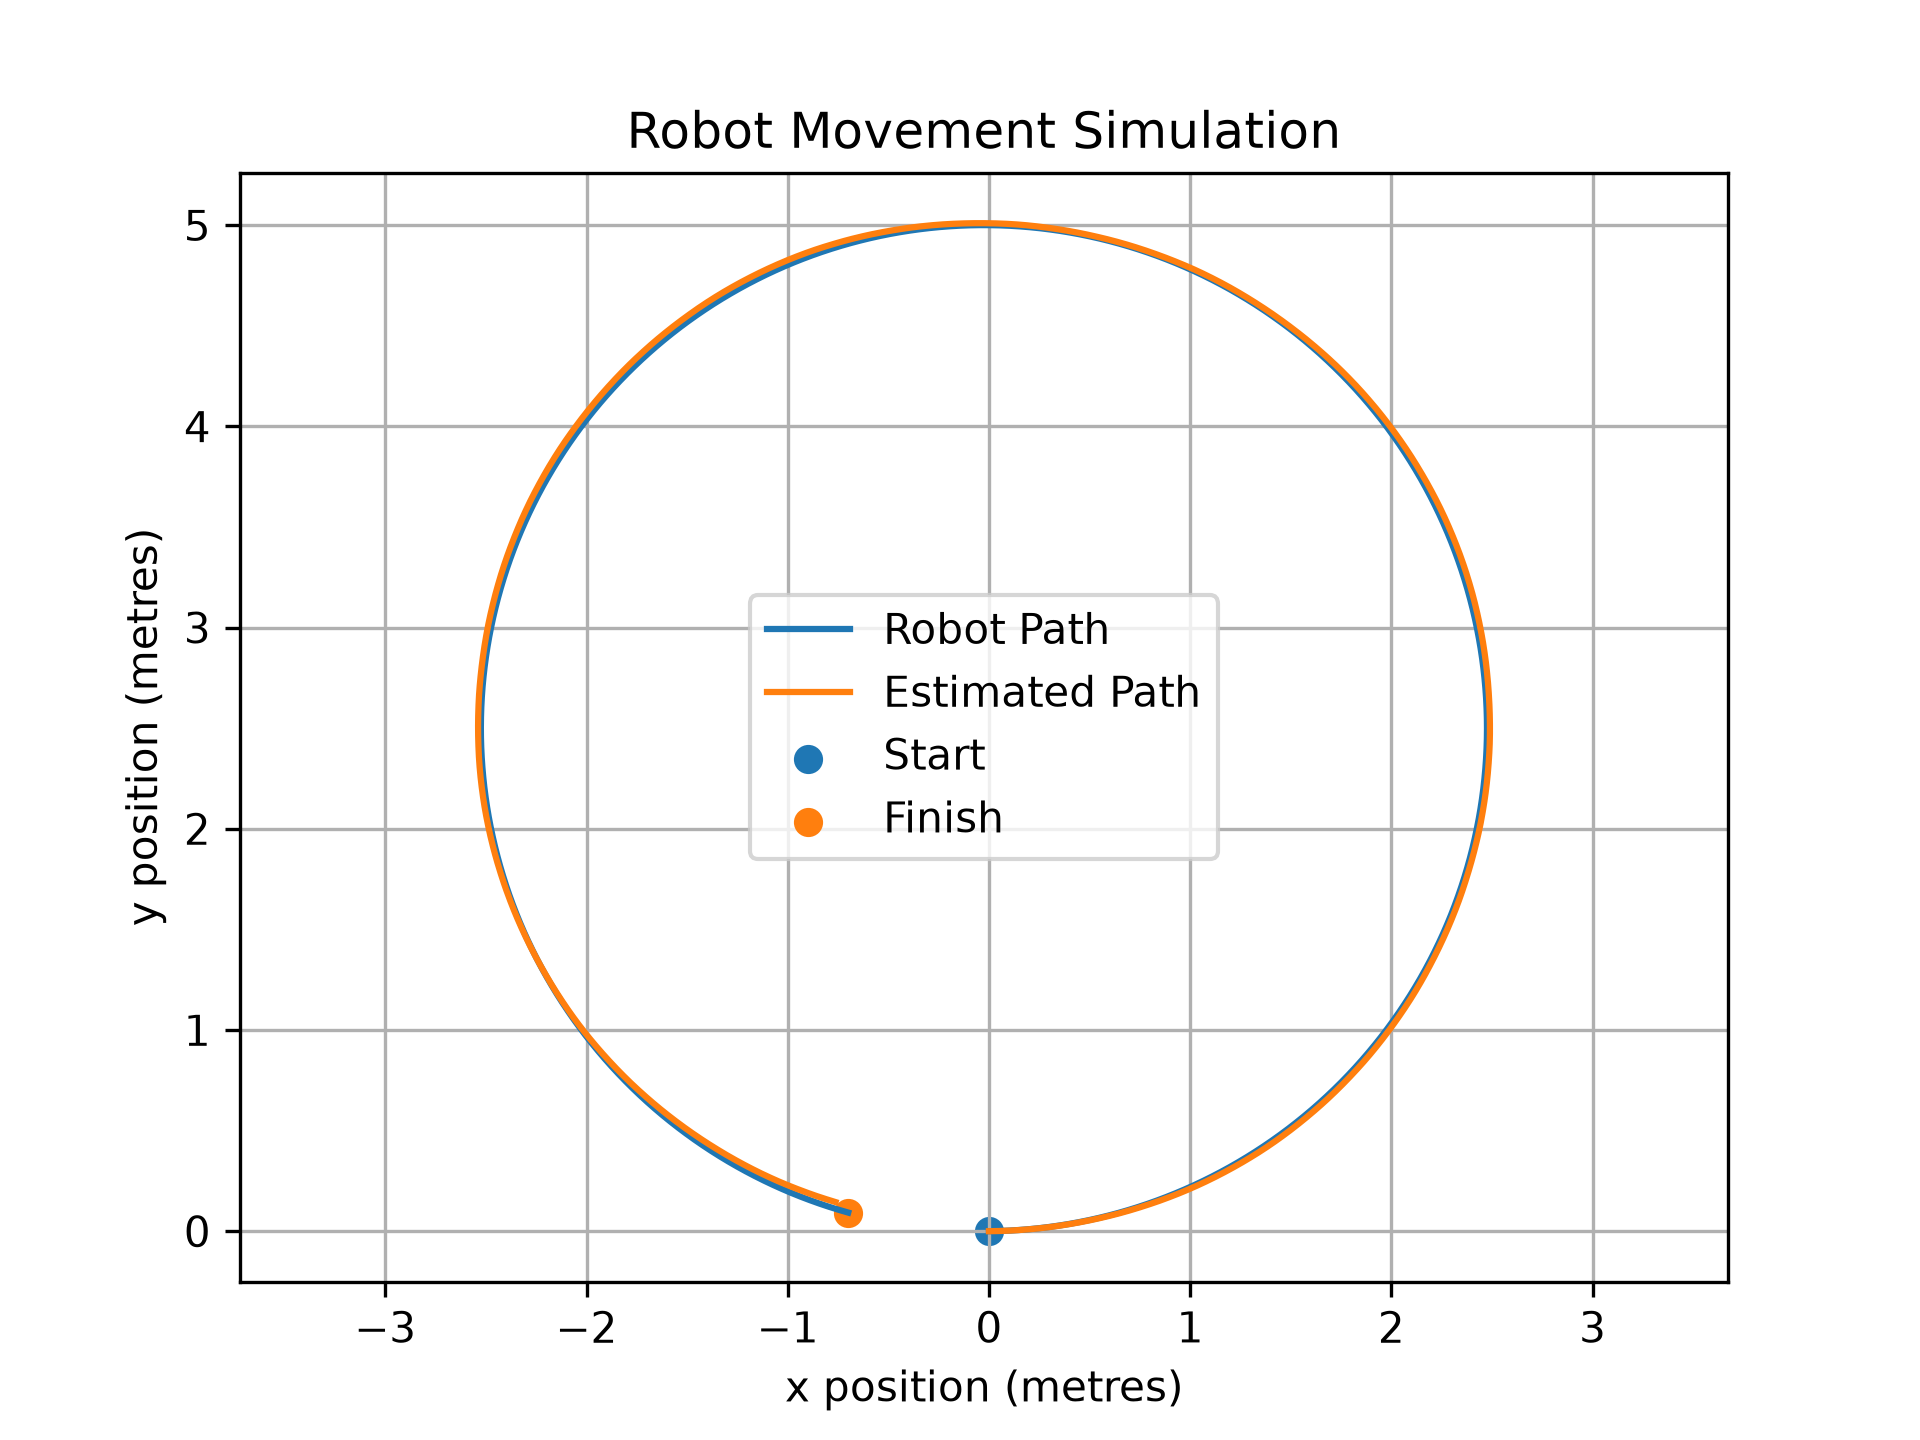 Robot Movement Simulation
y position (metres)
5
4
3
2
1
0
Robot Path
Estimated Path
Start
Finish
−3 −2 −1 0 1 2 3
x position (metres)